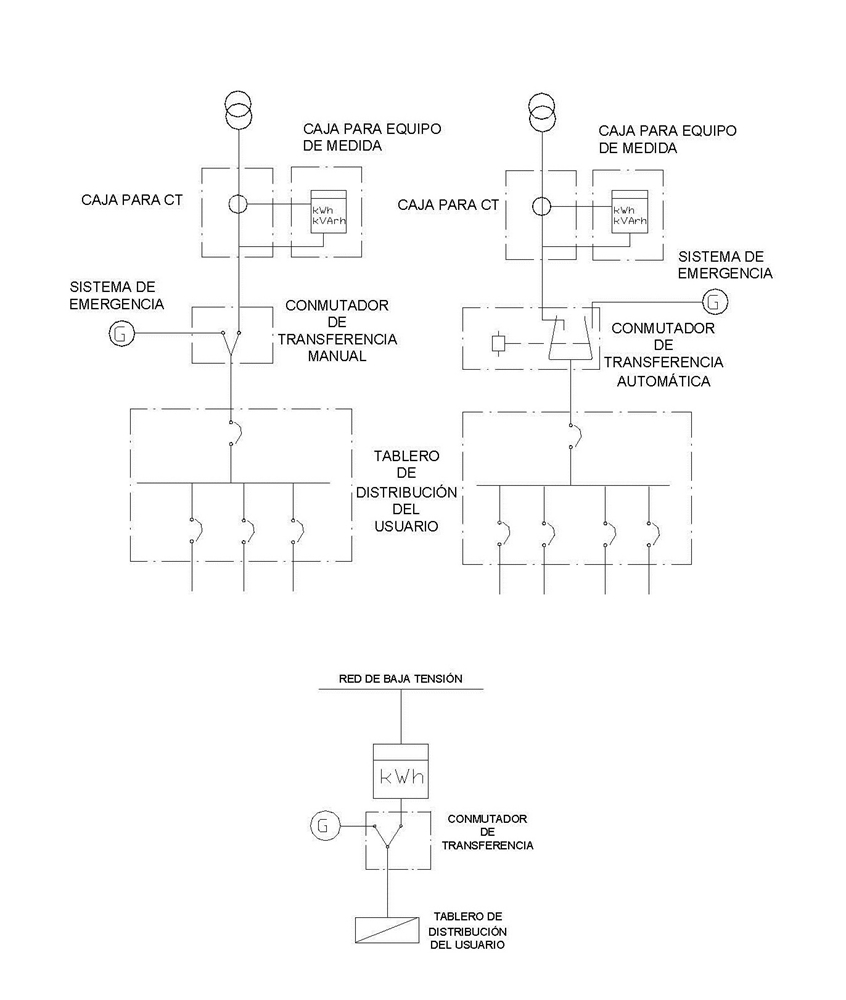 CAJA PARA EQUIPO
DE MEDIDA
CAJA PARA CT
kWh
kVArh
SISTEMA DE
EMERGENCIA
G
CONMUTADOR
DE
TRANSFERENCIA
MANUAL
CAJA PARA EQUIPO
DE MEDIDA
CAJA PARA CT
kWh
kVArh
SISTEMA DE
EMERGENCIA
G
CONMUTADOR
DE
TRANSFERENCIA
AUTOMÁTICA
TABLERO
DE
DISTRIBUCIÓN
DEL
USUARIO
RED DE BAJA TENSIÓN
kWh
G
CONMUTADOR
DE
TRANSFERENCIA
TABLERO DE
DISTRIBUCIÓN
DEL USUARIO